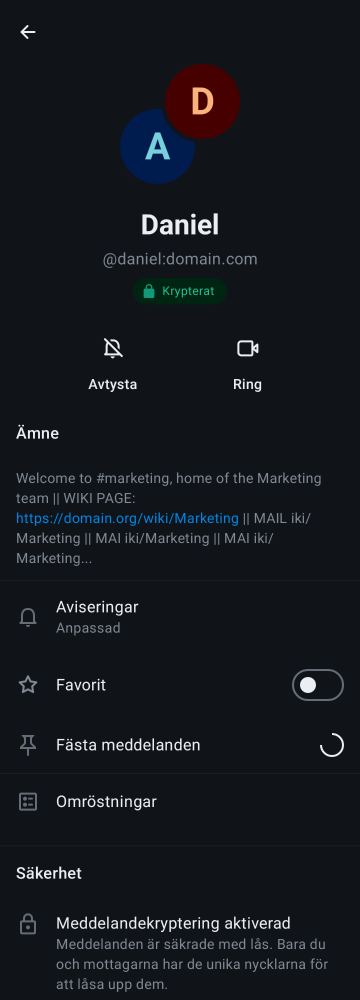 D
A
Daniel
@daniel:domain.com
Krypterat
Avtysta
Ring
Ämne
Welcome to #marketing, home of the Marketing
team || WIKI PAGE:
https://domain.org/wiki/Marketing || MAIL iki/
Marketing || MAI iki/Marketing || MAI iki/
Marketing...
Aviseringar
Anpassad
Favorit
Fästa meddelanden
Omröstningar
Säkerhet
Meddelandekryptering aktiverad
Meddelanden är säkrade med lås. Bara du
och mottagarna har de unika nycklarna för
att låsa upp dem.